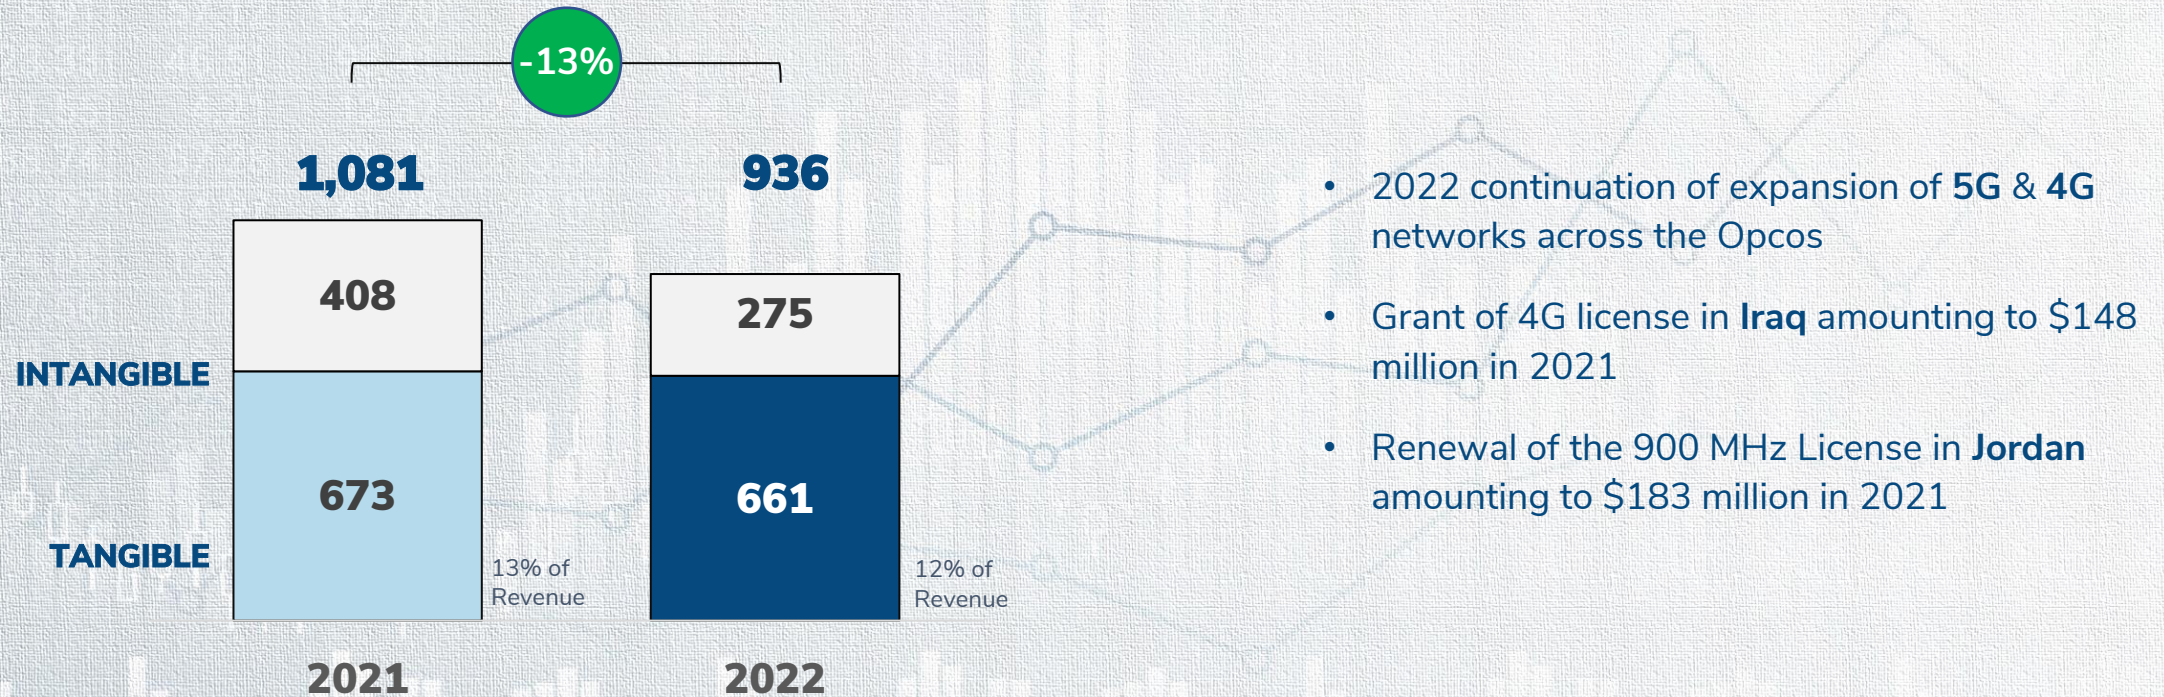 -13%
1,081
936
408
275
INTANGIBLE
673
661
TANGIBLE
13% of
Revenue
12% of
Revenue
2021
2022
• 2022 continuation of expansion of 5G & 4G
networks across the Opcos
• Grant of 4G license in Iraq amounting to $148
million in 2021
• Renewal of the 900 MHz License in Jordan
amounting to $183 million in 2021